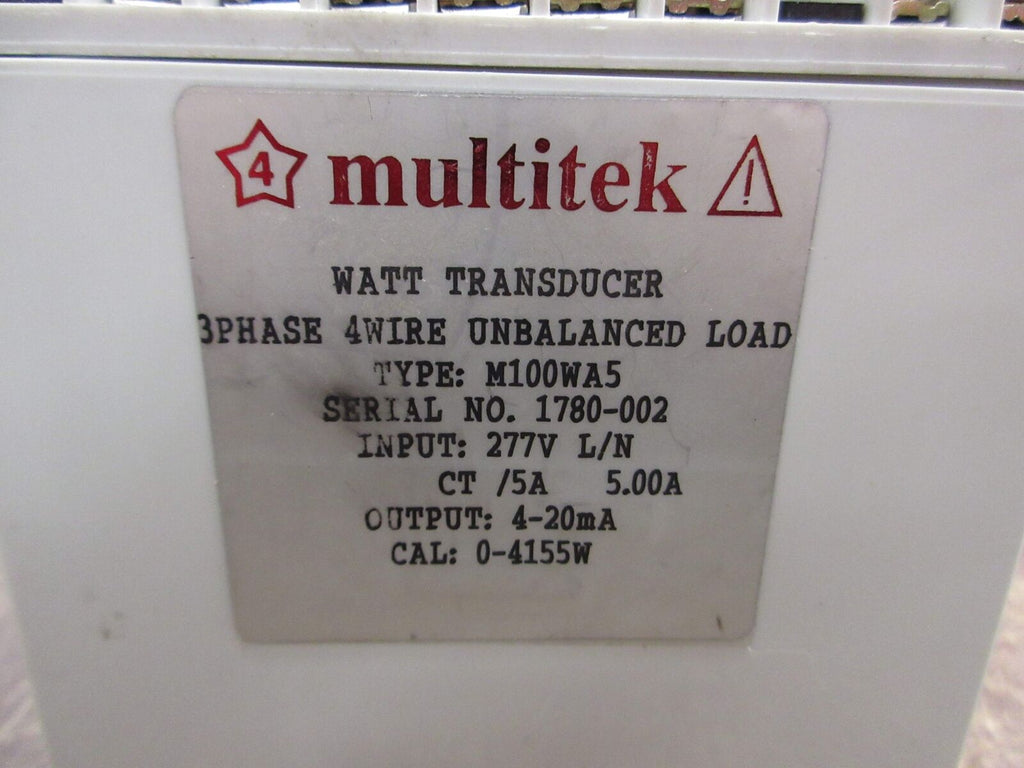 4 multitek !
WATT TRANSDUCER
3PHASE 4WIRE UNBALANCED LOAD
TYPE: M100WA5
SERIAL NO. 1780-002
INPUT: 277V L/N
CT /5A 5.00A
OUTPUT: 4-20mA
CAL: 0-4155W